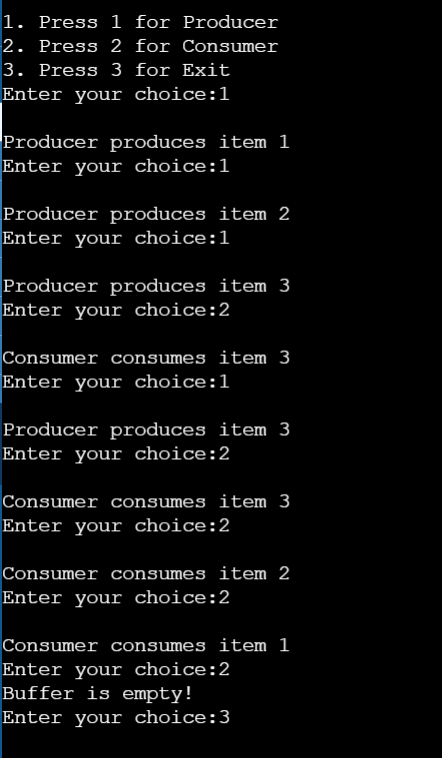 1. Press 1 for Producer
2. Press 2 for Consumer
3. Press 3 for Exit
Enter your choice:1
Producer produces item 1
Enter your choice:1
Producer produces item 2
Enter your choice:1
Producer produces item 3
Enter your choice:2
Consumer consumes item 3
Enter your choice:1
Producer produces item 3
Enter your choice:2
Consumer consumes item 3
Enter your choice:2
Consumer consumes item 2
Enter your choice:2
Consumer consumes item 1
Enter your choice:2
Buffer is empty!
Enter your choice:3